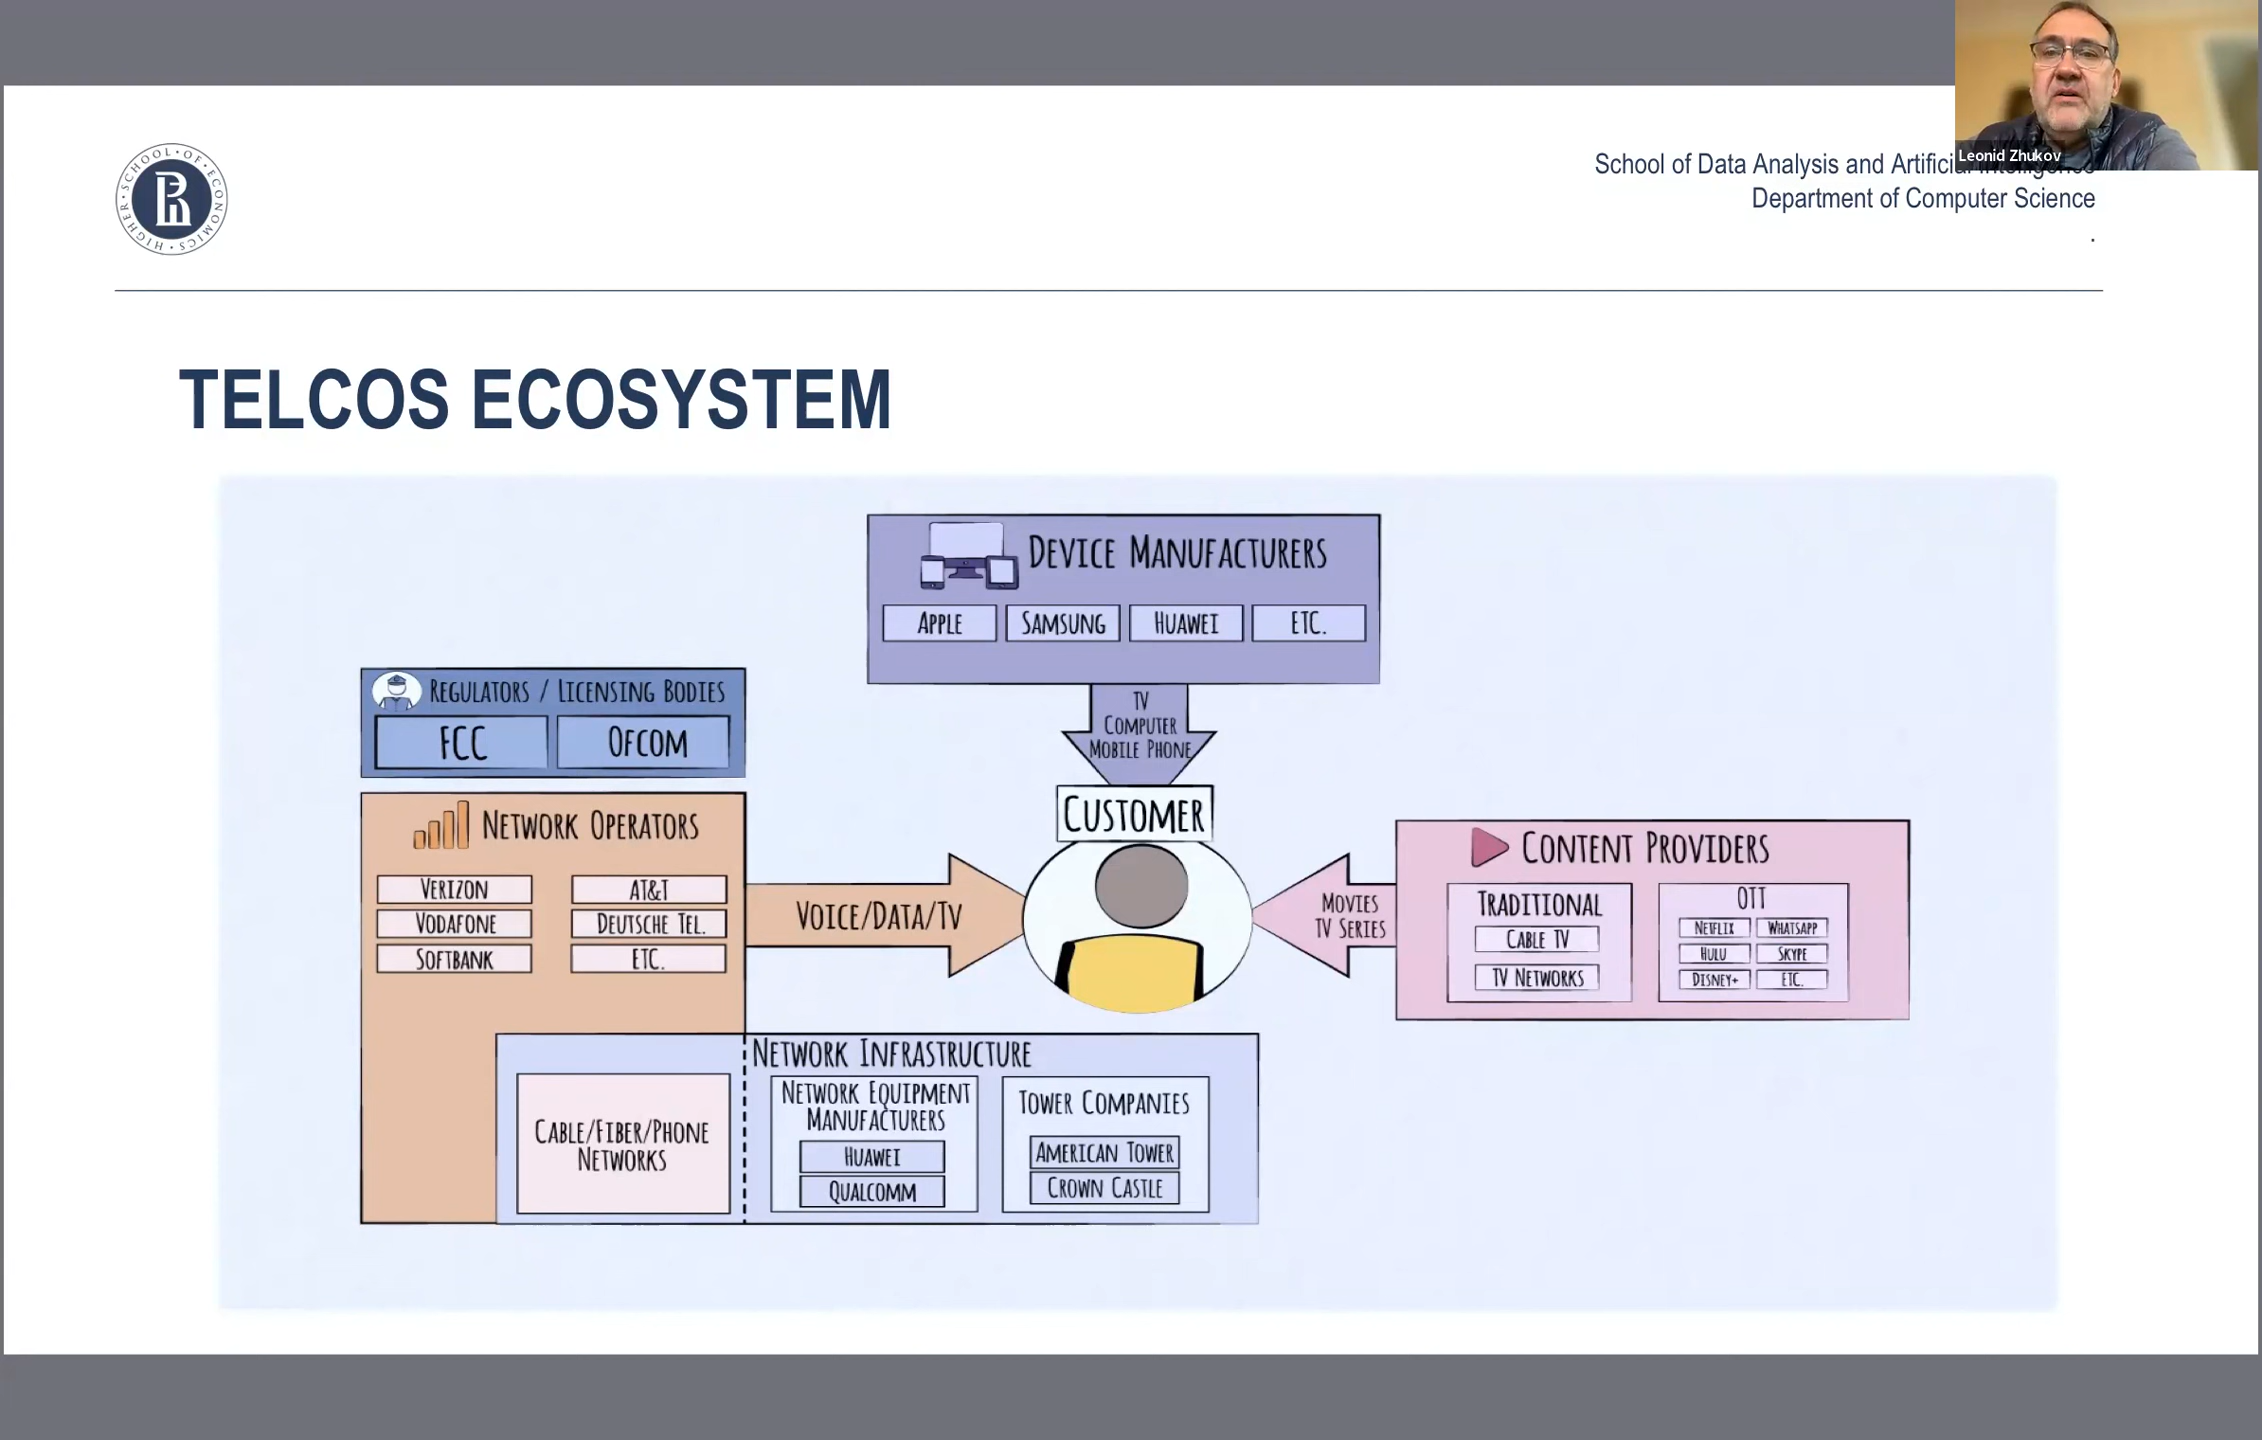 Leonid Zhukov
HIGHER · SCHOOL · OF · ECONOMICS ·
School of Data Analysis and Artificial Intelligence
Department of Computer Science
.
TELCOS ECOSYSTEM
DEVICE MANUFACTURERS
APPLE SAMSUNG HUAWEI ETC.
TV
COMPUTER
MOBILE PHONE
REGULATORS / LICENSING BODIES
FCC OFCOM
NETWORK OPERATORS
VERIZON AT&T
VODAFONE DEUTSCHE TEL.
SOFTBANK ETC.
VOICE/DATA/TV
CUSTOMER
MOVIES
TV SERIES
CONTENT PROVIDERS
TRADITIONAL
CABLE TV
TV NETWORKS
OTT
NETFLIX WHATSAPP
HULU SKYPE
DISNEY+ ETC.
NETWORK INFRASTRUCTURE
CABLE/FIBER/PHONE
NETWORKS
NETWORK EQUIPMENT
MANUFACTURERS
HUAWEI
QUALCOMM
TOWER COMPANIES
AMERICAN TOWER
CROWN CASTLE